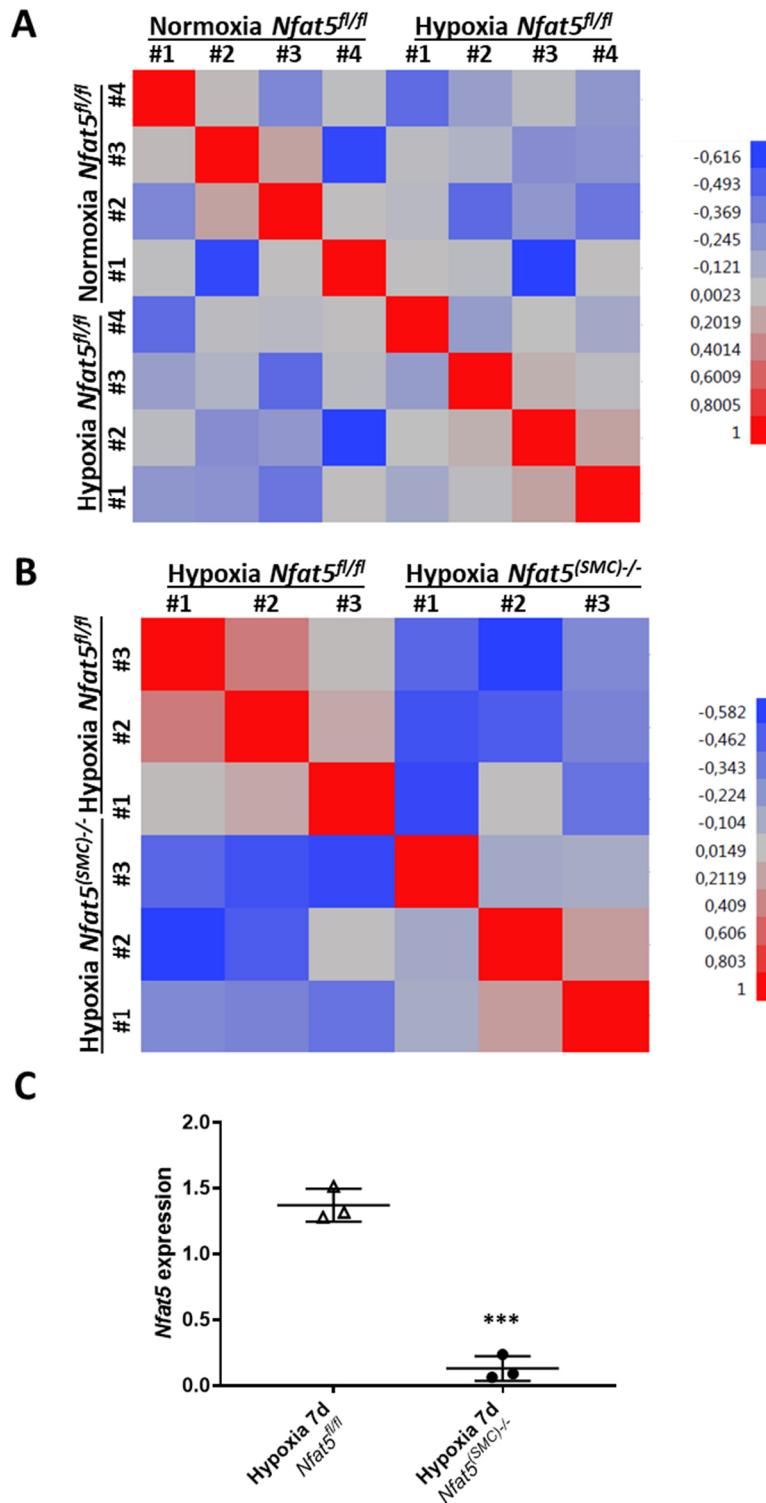 A
Normoxia Nfat5fl/fl Hypoxia Nfat5fl/fl
#1 #2 #3 #4 #1 #2 #3 #4
Normoxia Nfat5fl/fl
#4
#3
#2
#1
Hypoxia Nfat5fl/fl
#4
#3
#2
#1
-0,616
-0,493
-0,369
-0,245
-0,121
0,0023
0,2019
0,4014
0,6009
0,8005
1
B
Hypoxia Nfat5fl/fl Hypoxia Nfat5(SMC)-/-
#1 #2 #3 #1 #2 #3
Hypoxia Nfat5fl/fl
#3
#2
#1
Hypoxia Nfat5(SMC)-/-
#3
#2
#1
-0,582
-0,462
-0,343
-0,224
-0,104
0,0149
0,2119
0,409
0,606
0,803
1
C
Nfat5 expression
2.0
1.5
1.0
0.5
0.0
***
Hypoxia 7d
Nfat5fl/fl
Hypoxia 7d
Nfat5(SMC)-/-